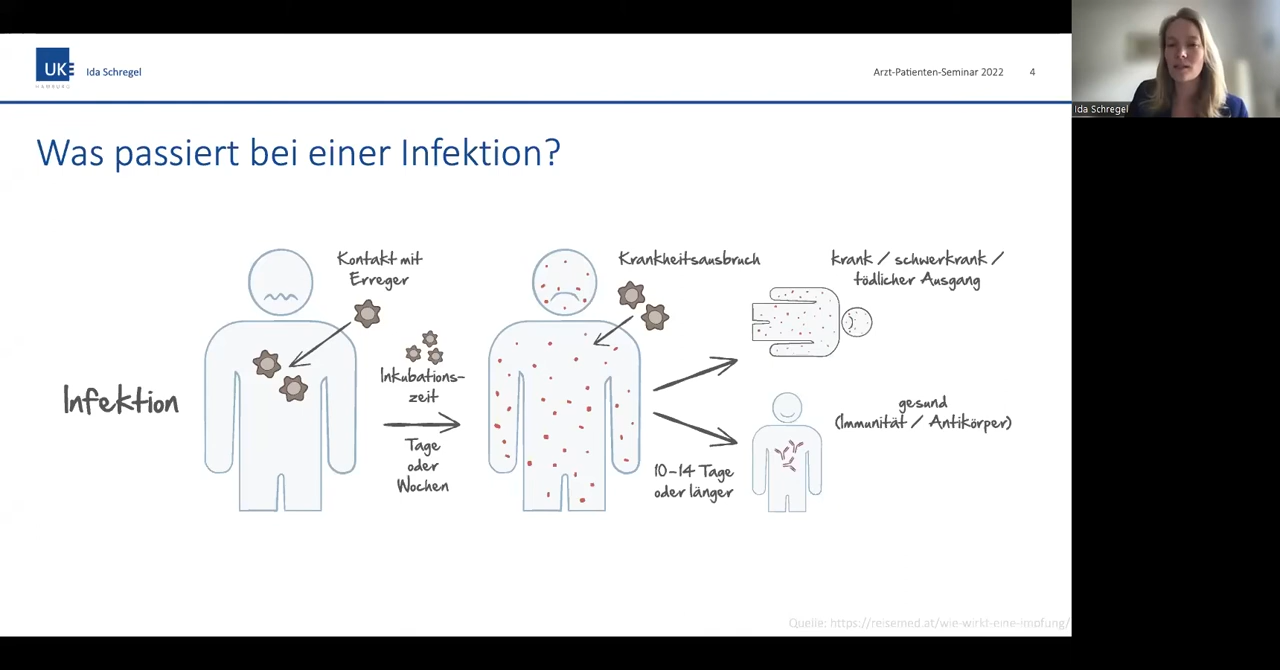 UKE
HAMBURG
Ida Schregel
Arzt-Patienten-Seminar 2022
4
Ida Schregel
Was passiert bei einer Infektion?
Infektion
Kontakt mit
Erreger
Inkubations-
zeit
Tage
oder
Wochen
Krankheitsausbruch
10-14 Tage
oder länger
krank / schwerkrank /
tödlicher Ausgang
gesund
(Immunität / Antikörper)
Quelle: https://reisemed.at/wie-wirkt-eine-impfung/